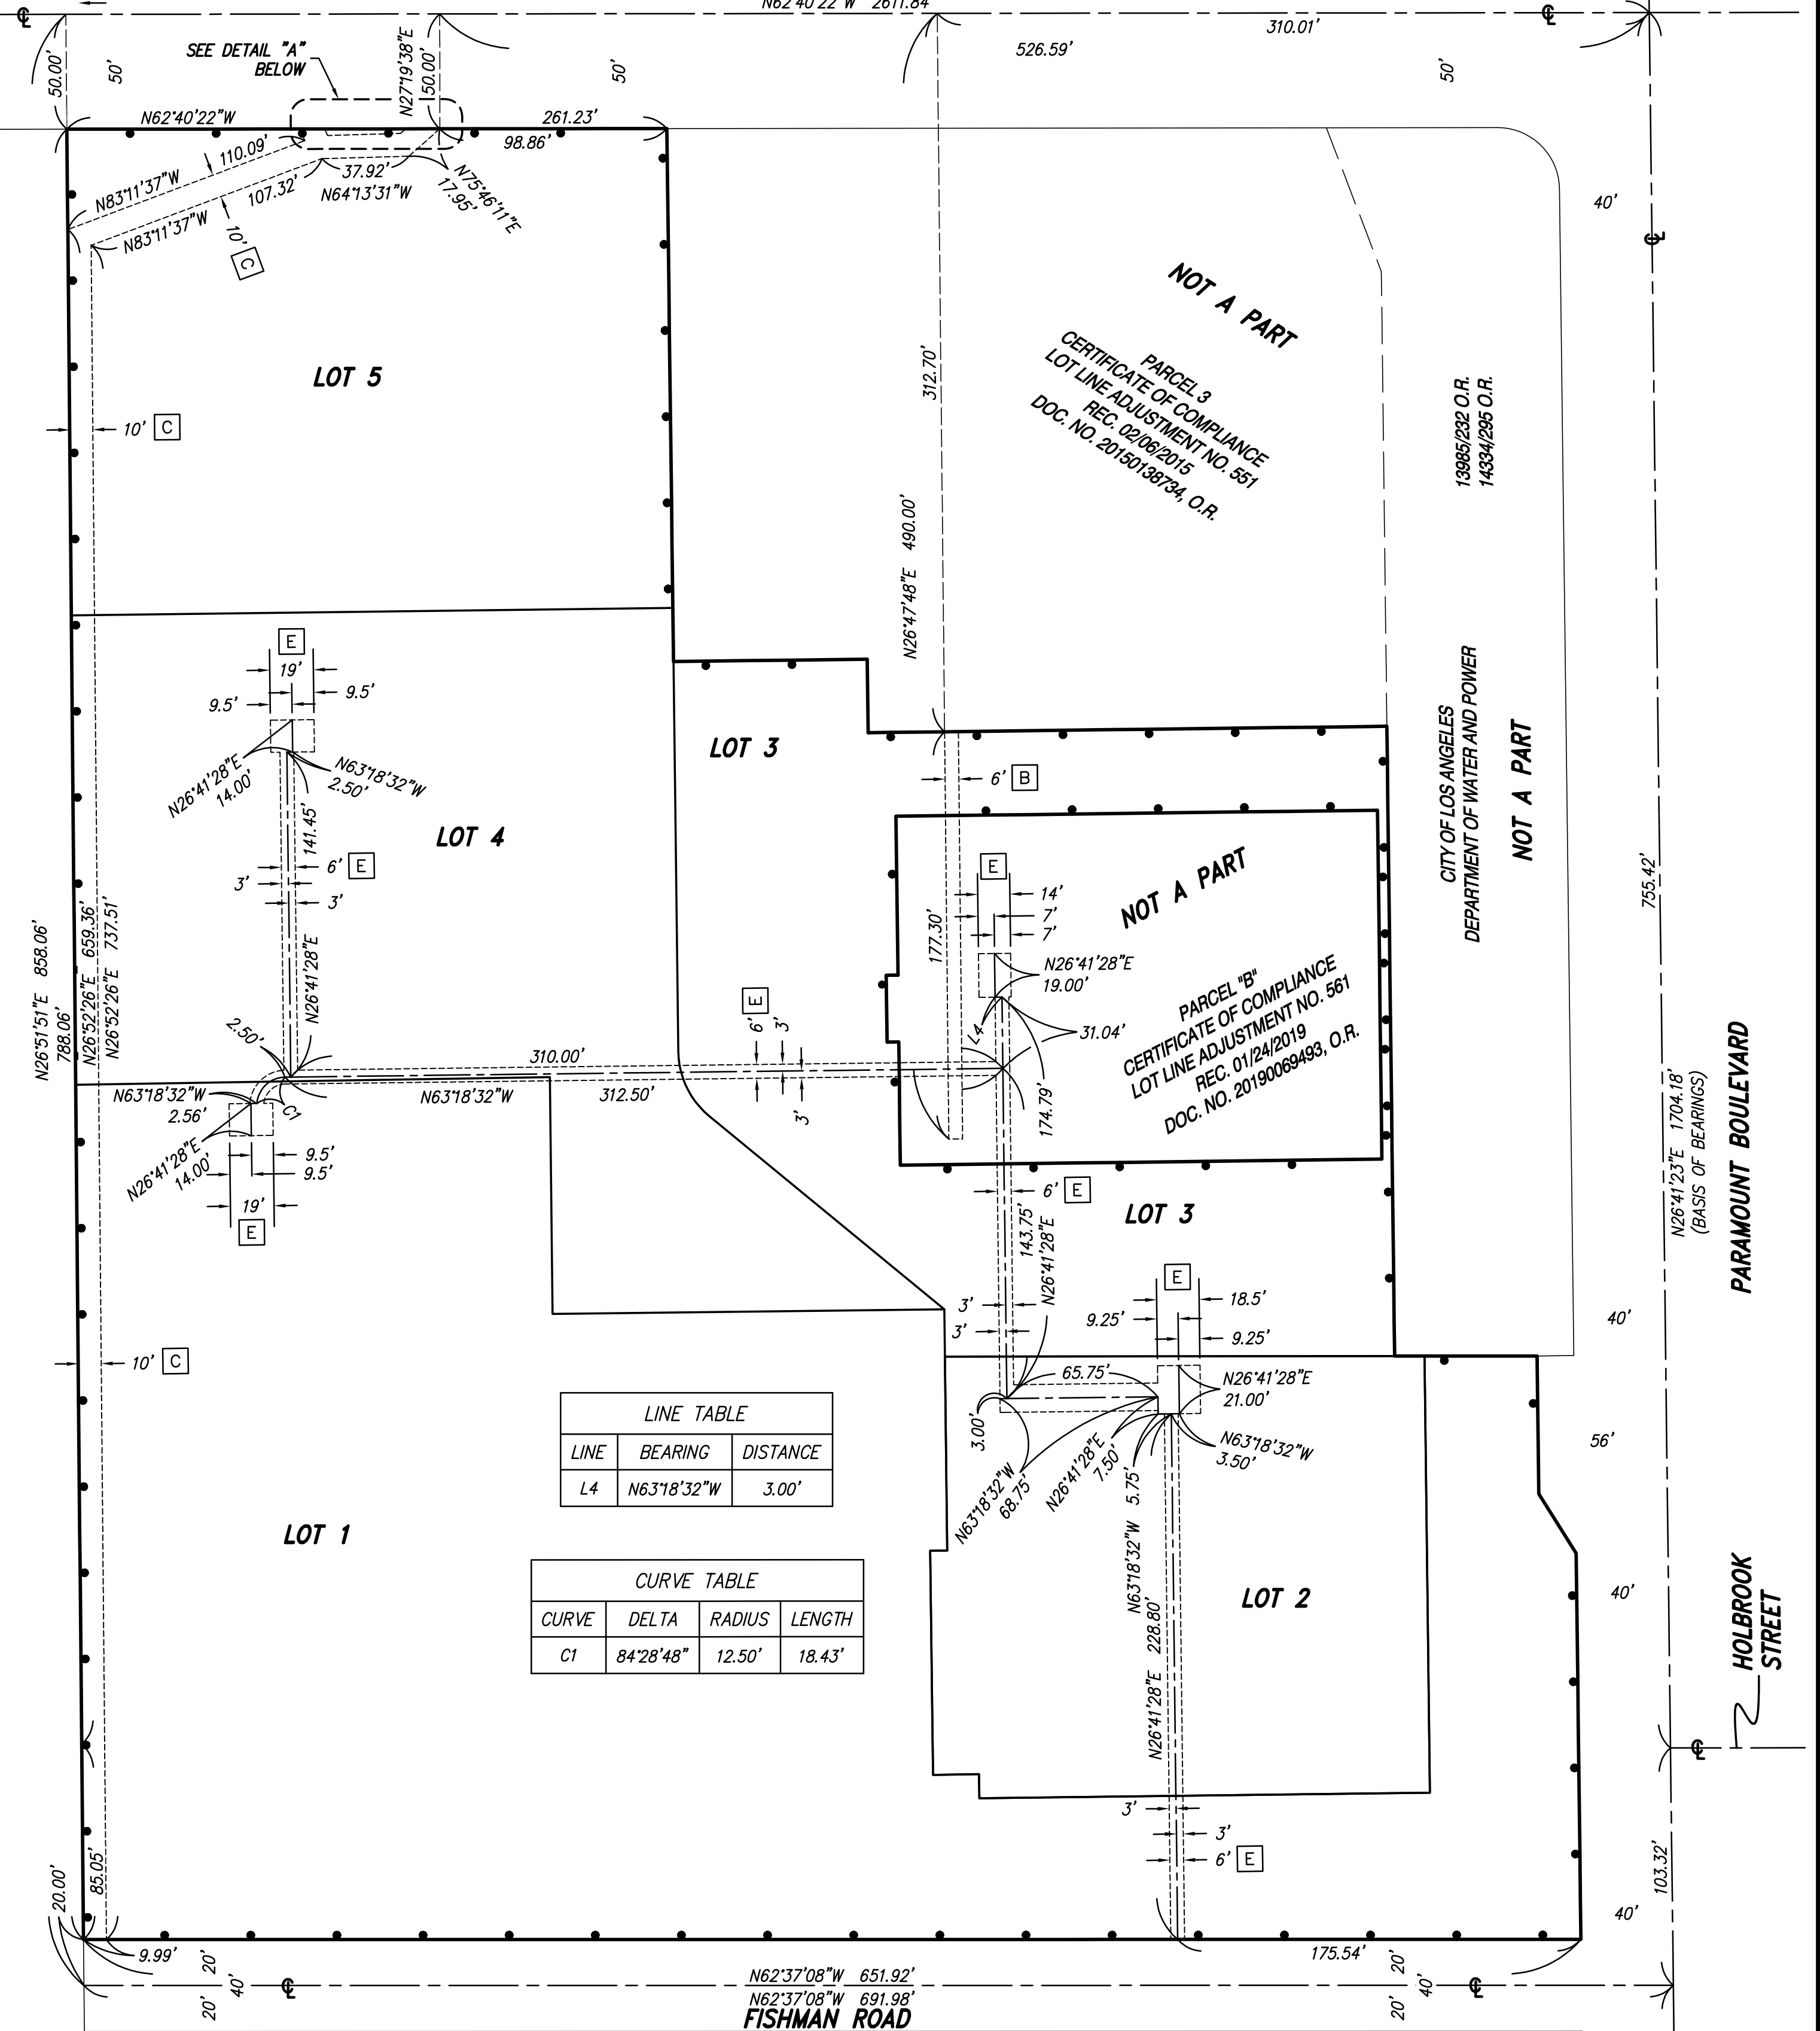 N62°40'22"W 2611.84'
℄
℄
310.01'
526.59'
SEE DETAIL "A"
BELOW
50.00'
50'
N27°19'38"E
50.00'
50'
50'
N62°40'22"W
261.23'
98.86'
110.09'
N83°11'37"W
107.32'
N83°11'37"W
37.92'
N64°13'31"W
N75°46'11"E
17.95'
10'
C
40'
℄
NOT A PART
PARCEL 3
CERTIFICATE OF COMPLIANCE
LOT LINE ADJUSTMENT NO. 551
REC. 02/06/2015
DOC. NO. 20150138734, O.R.
312.70'
N26°47'48"E 490.00'
13985/232 O.R.
14334/295 O.R.
LOT 5
10' C
E
19'
9.5'
9.5'
N26°41'28"E
14.00'
N63°18'32"W
2.50'
141.45'
LOT 4
6' E
3'
3'
N26°41'28"E
LOT 3
6' B
CITY OF LOS ANGELES
DEPARTMENT OF WATER AND POWER
NOT A PART
755.42'
N26°51'51"E 858.06'
788.06'
N26°52'26"E 659.36'
N26°52'26"E 737.51'
177.30'
E
14'
7'
7'
N26°41'28"E
19.00'
L4
31.04'
174.79'
NOT A PART
PARCEL "B"
CERTIFICATE OF COMPLIANCE
LOT LINE ADJUSTMENT NO. 561
REC. 01/24/2019
DOC. NO. 20190069493, O.R.
2.50'
310.00'
E
6'
3'
3'
N63°18'32"W
2.56'
C1
N63°18'32"W
312.50'
N26°41'28"E
14.00'
9.5'
9.5'
19'
E
6' E
143.75'
N26°41'28"E
LOT 3
3'
3'
E
18.5'
9.25'
9.25'
N26°41'23"E 1704.18'
(BASIS OF BEARINGS)
PARAMOUNT BOULEVARD
40'
10' C
65.75'
N26°41'28"E
21.00'
3.00'
N63°18'32"W
68.75'
N26°41'28"E
7.50'
N63°18'32"W
3.50'
N63°18'32"W 5.75'
56'
LINE TABLE
LINE BEARING DISTANCE
L4 N63°18'32"W 3.00'
LOT 1
CURVE TABLE
CURVE DELTA RADIUS LENGTH
C1 84°28'48" 12.50' 18.43'
LOT 2
N26°41'28"E 228.80'
40'
HOLBROOK
STREET
℄
3'
3'
6' E
20.00'
85.05'
103.32'
40'
9.99'
175.54'
20'
40'
20'
℄
N62°37'08"W 651.92'
N62°37'08"W 691.98'
FISHMAN ROAD
20'
40'
20'
℄